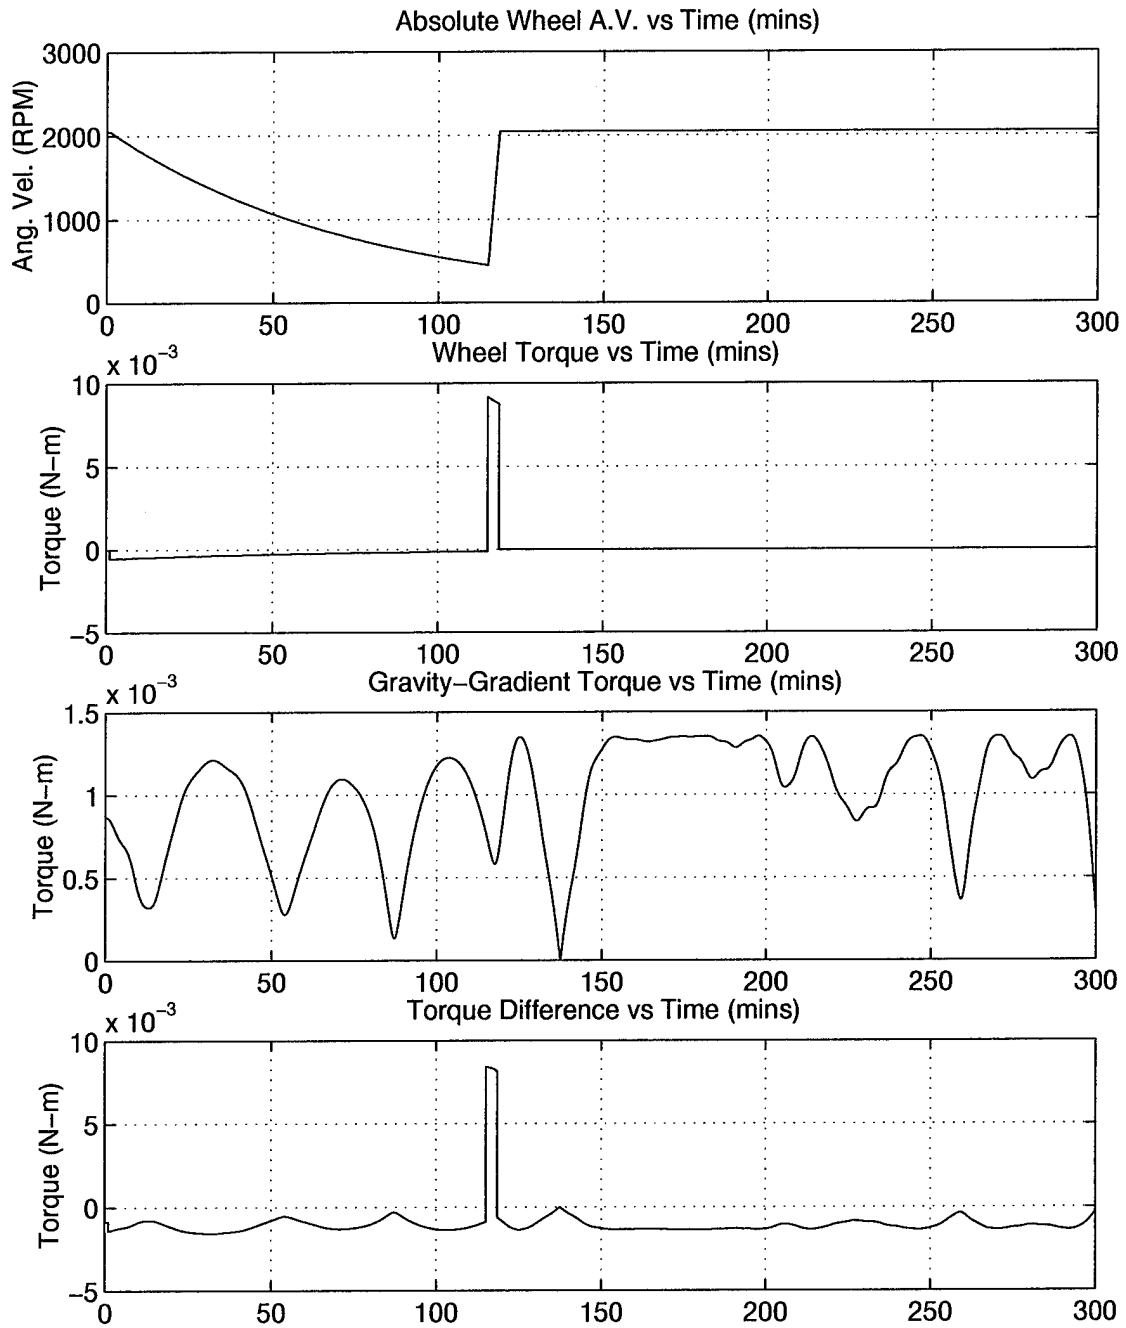 Absolute Wheel A.V. vs Time (mins)
Ang. Vel. (RPM)
3000
2000
1000
0
0 50 100 150 200 250 300
Wheel Torque vs Time (mins)
x 10−3
Torque (N−m)
10
5
0
−5
0 50 100 150 200 250 300
Gravity−Gradient Torque vs Time (mins)
x 10−3
Torque (N−m)
1.5
1
0.5
0
0 50 100 150 200 250 300
Torque Difference vs Time (mins)
x 10−3
Torque (N−m)
10
5
0
−5
0 50 100 150 200 250 300